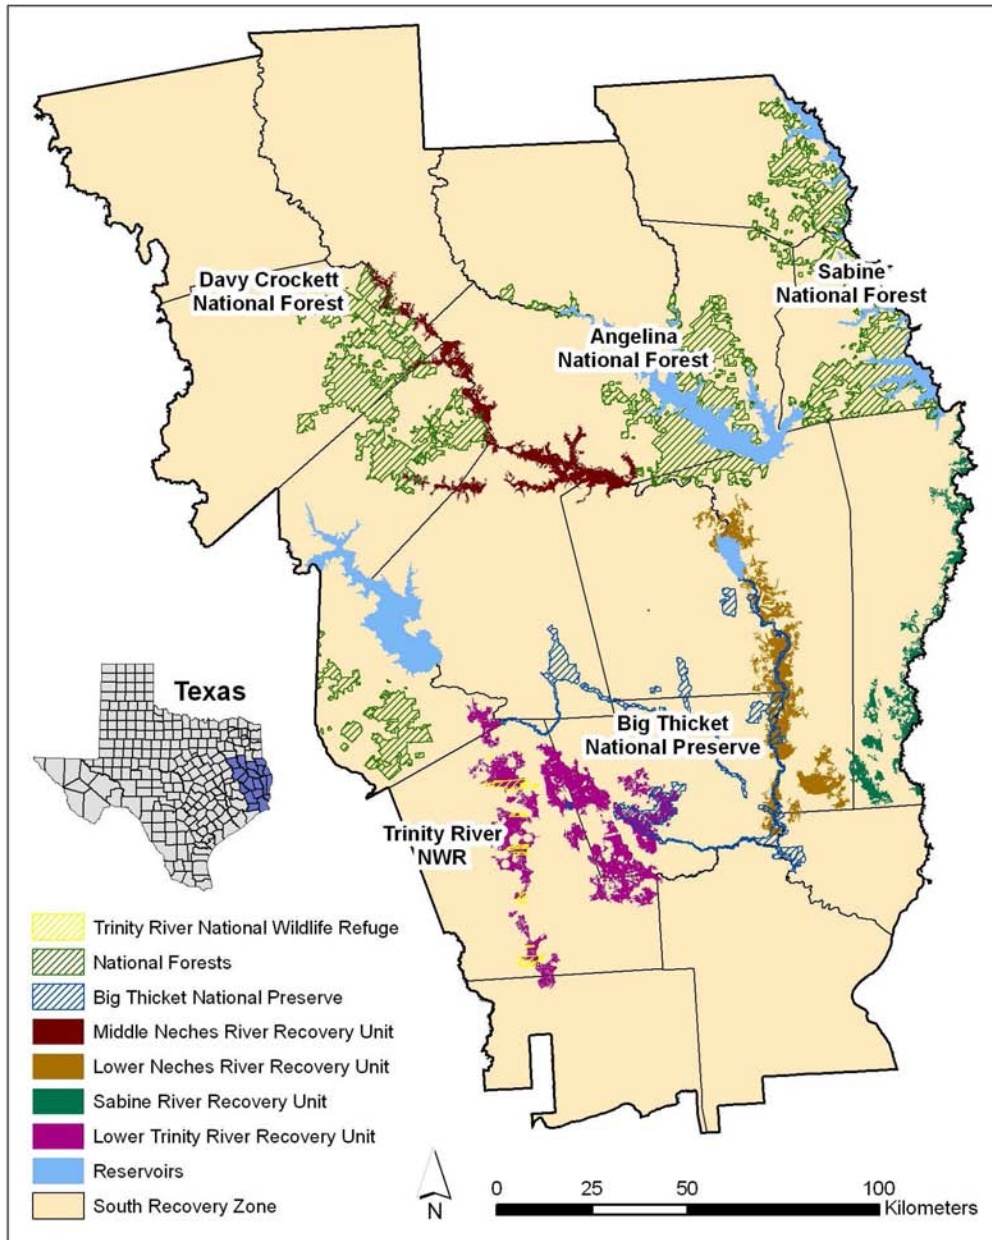 Davy Crockett
National Forest
Sabine
National Forest
Angelina
National Forest
Texas
Big Thicket
National Preserve
Trinity River
NWR
Trinity River National Wildlife Refuge
National Forests
Big Thicket National Preserve
Middle Neches River Recovery Unit
Lower Neches River Recovery Unit
Sabine River Recovery Unit
Lower Trinity River Recovery Unit
Reservoirs
South Recovery Zone
N
0 25 50 100
Kilometers